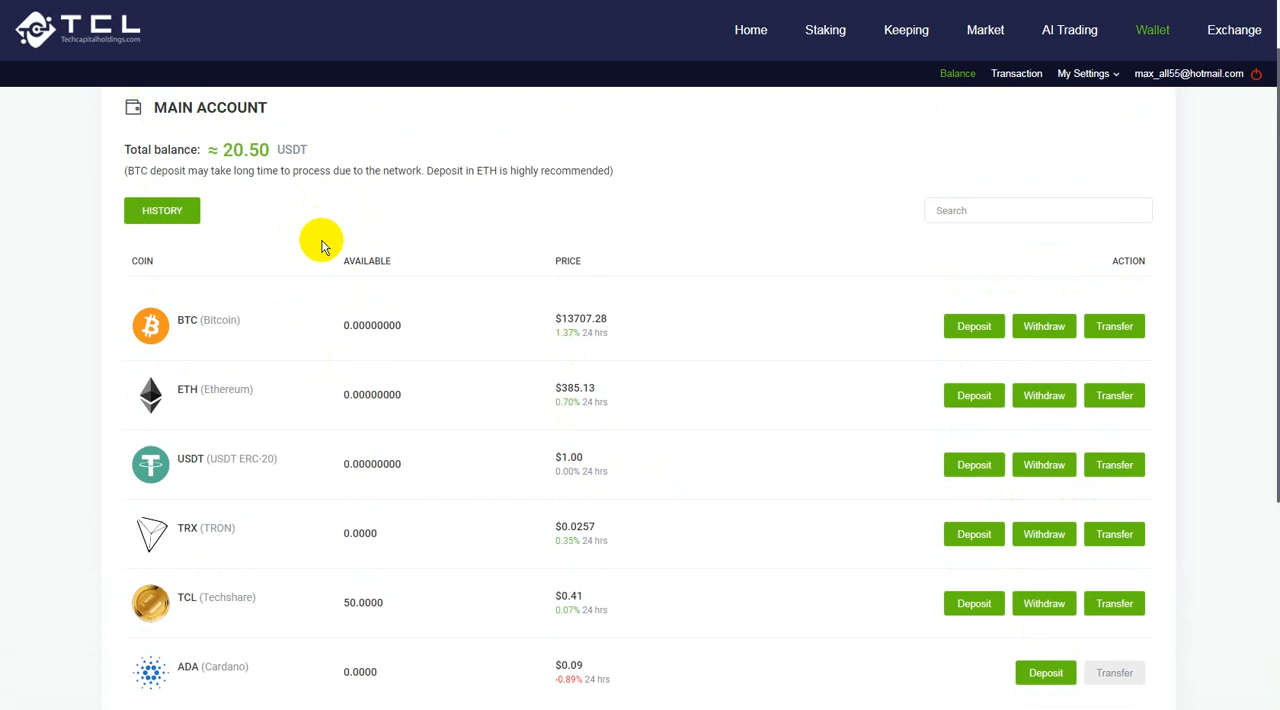 TCL
Techcapitalholdings.com
Home Staking Keeping Market AI Trading Wallet Exchange
Balance Transaction My Settings max_all55@hotmail.com
MAIN ACCOUNT
Total balance: ≈ 20.50 USDT
(BTC deposit may take long time to process due to the network. Deposit in ETH is highly recommended)
HISTORY Search
COIN AVAILABLE PRICE ACTION
BTC (Bitcoin) 0.00000000 $13707.28 Deposit Withdraw Transfer
1.37% 24 hrs
ETH (Ethereum) 0.00000000 $385.13 Deposit Withdraw Transfer
0.70% 24 hrs
USDT (USDT ERC-20) 0.00000000 $1.00 Deposit Withdraw Transfer
0.00% 24 hrs
TRX (TRON) 0.0000 $0.0257 Deposit Withdraw Transfer
0.35% 24 hrs
TCL (Techshare) 50.0000 $0.41 Deposit Withdraw Transfer
0.07% 24 hrs
ADA (Cardano) 0.0000 $0.09 Deposit Transfer
-0.89% 24 hrs